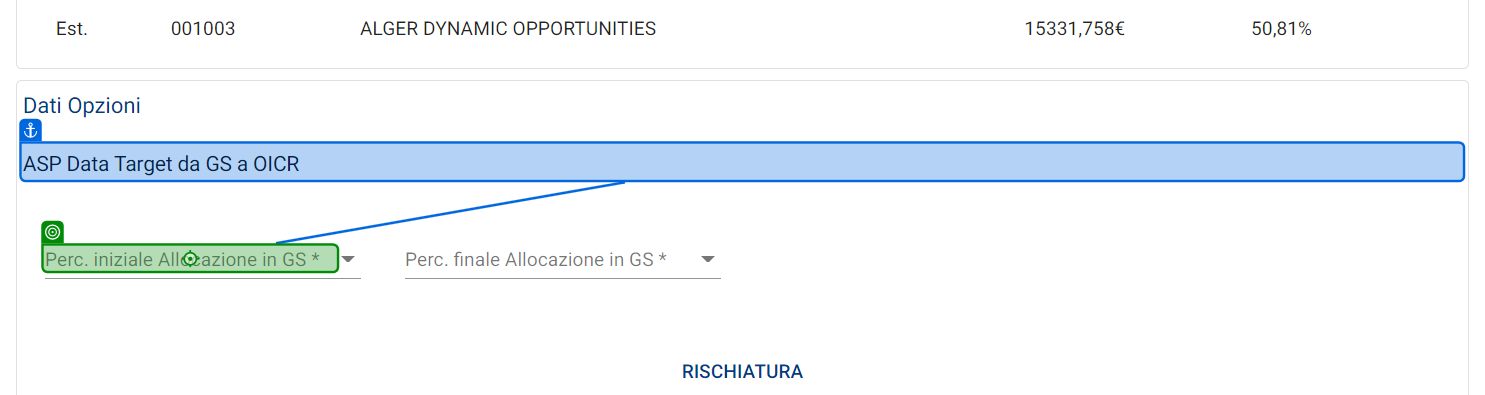 Est. 001003 ALGER DYNAMIC OPPORTUNITIES 15331,758€ 50,81%
Dati Opzioni
ASP Data Target da GS a OICR
Perc. iniziale Allocazione in GS * Perc. finale Allocazione in GS *
RISCHIATURA